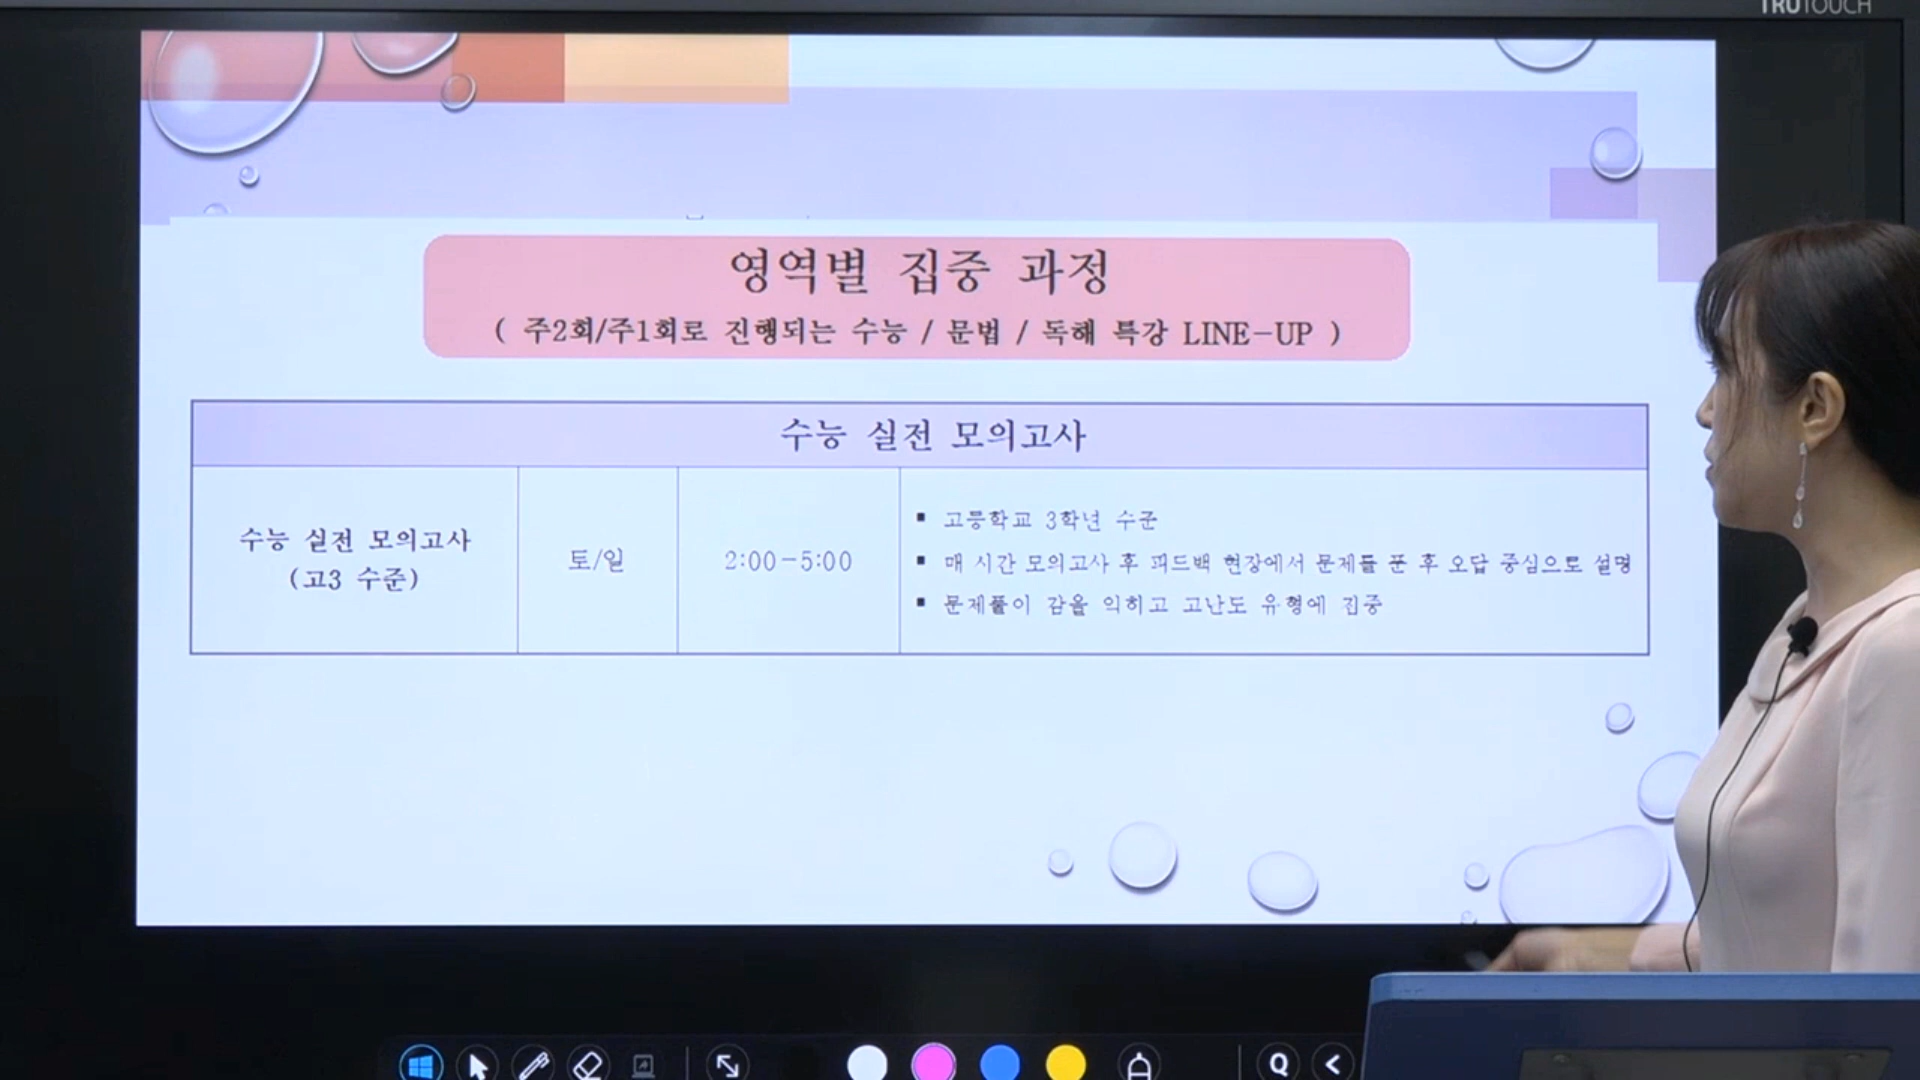 TRUTOUCH
영역별 집중 과정
( 주2회/주1회로 진행되는 수능 / 문법 / 독해 특강 LINE-UP )
수능 실전 모의고사
수능 실전 모의고사
(고3 수준)
토/일
2:00-5:00
▪ 고등학교 3학년 수준
▪ 매 시간 모의고사 후 피드백 현장에서 문제를 푼 후 오답 중심으로 설명
▪ 문제풀이 감을 익히고 고난도 유형에 집중